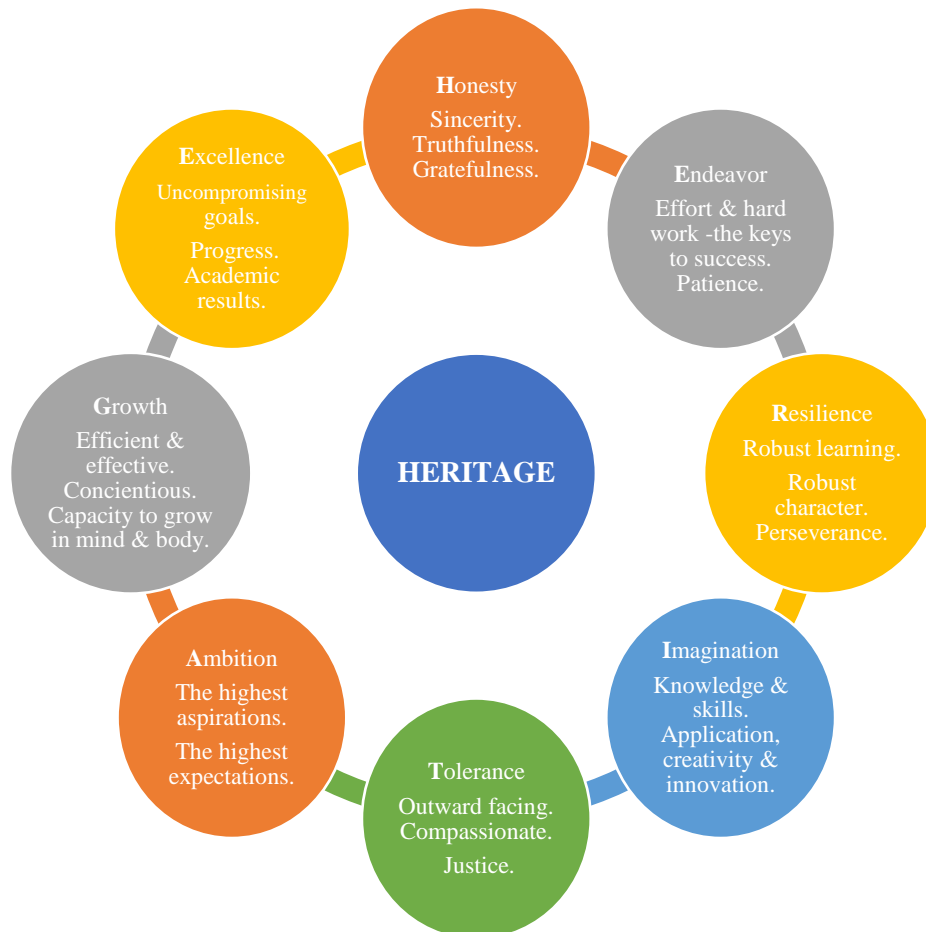 Honesty
Sincerity.
Truthfulness.
Gratefulness.
Endeavor
Effort & hard
work -the keys
to success.
Patience.
Resilience
Robust learning.
Robust
character.
Perseverance.
Imagination
Knowledge &
skills.
Application,
creativity &
innovation.
Tolerance
Outward facing.
Compassionate.
Justice.
Ambition
The highest
aspirations.
The highest
expectations.
Growth
Efficient &
effective.
Concientious.
Capacity to grow
in mind & body.
Excellence
Uncompromising
goals.
Progress.
Academic
results.
HERITAGE